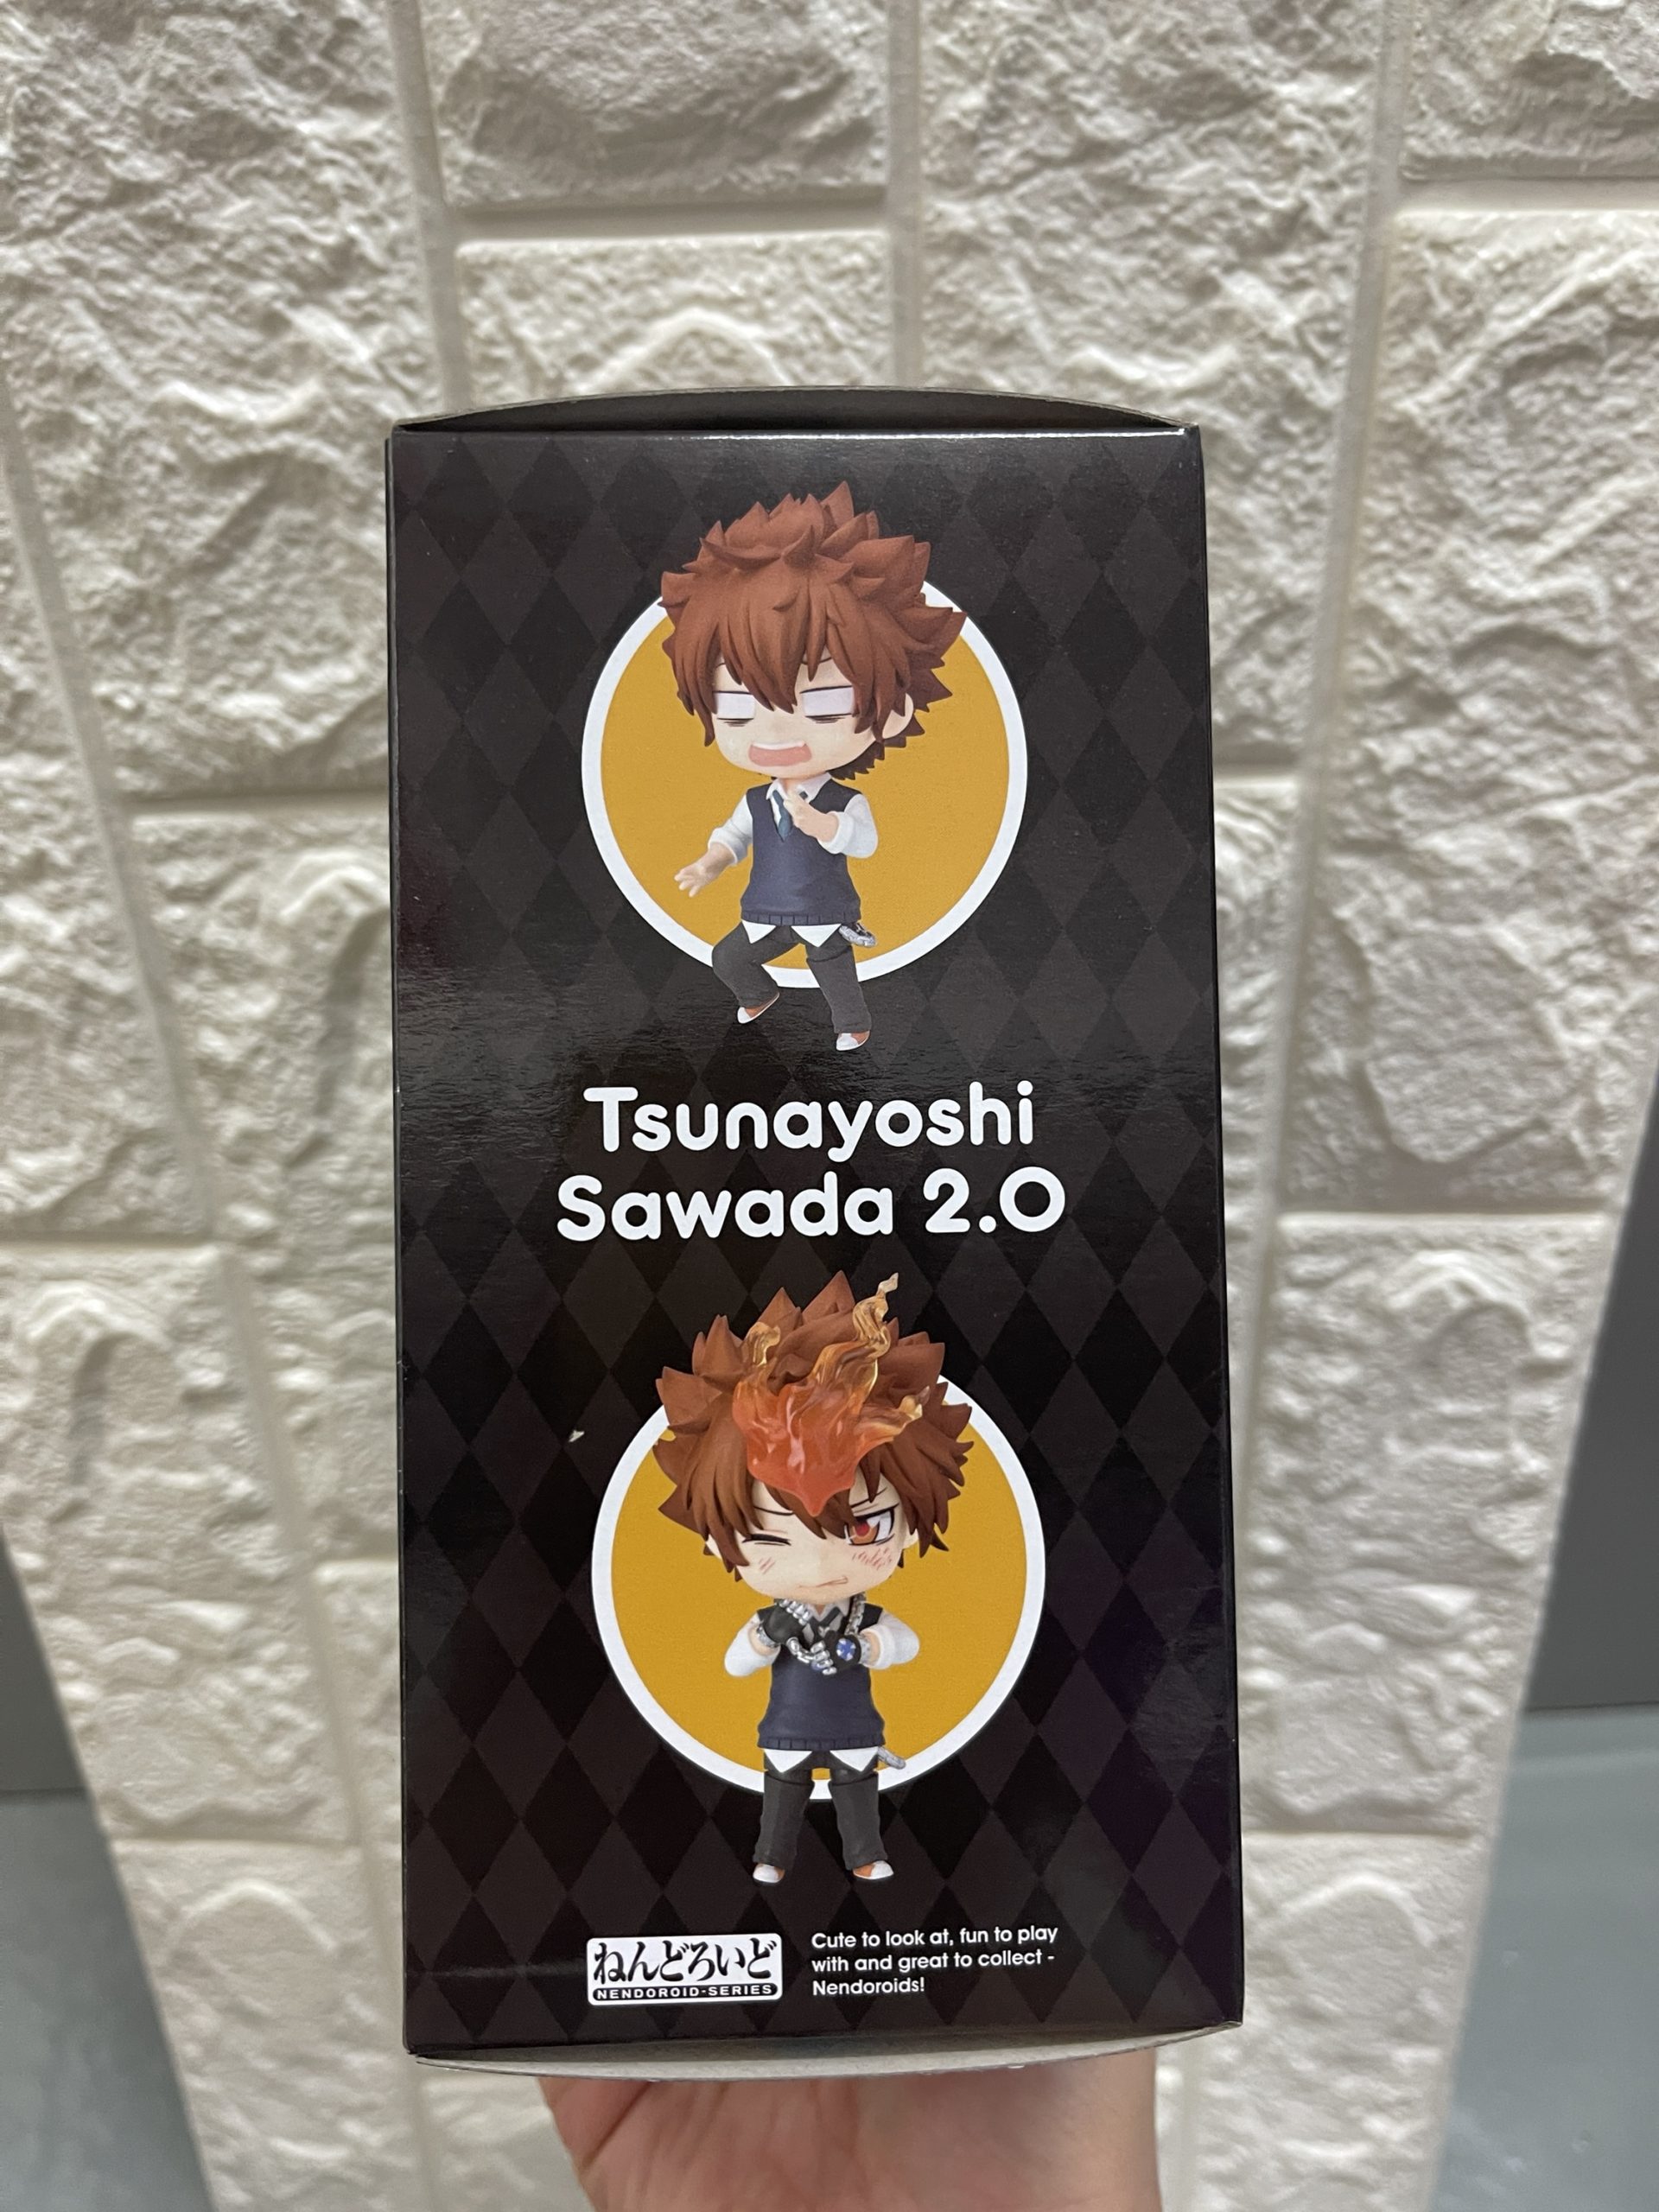 Tsunayoshi
Sawada 2.0
ねんどろいど
NENDOROID-SERIES
Cute to look at, fun to play
with and great to collect -
Nendoroids!